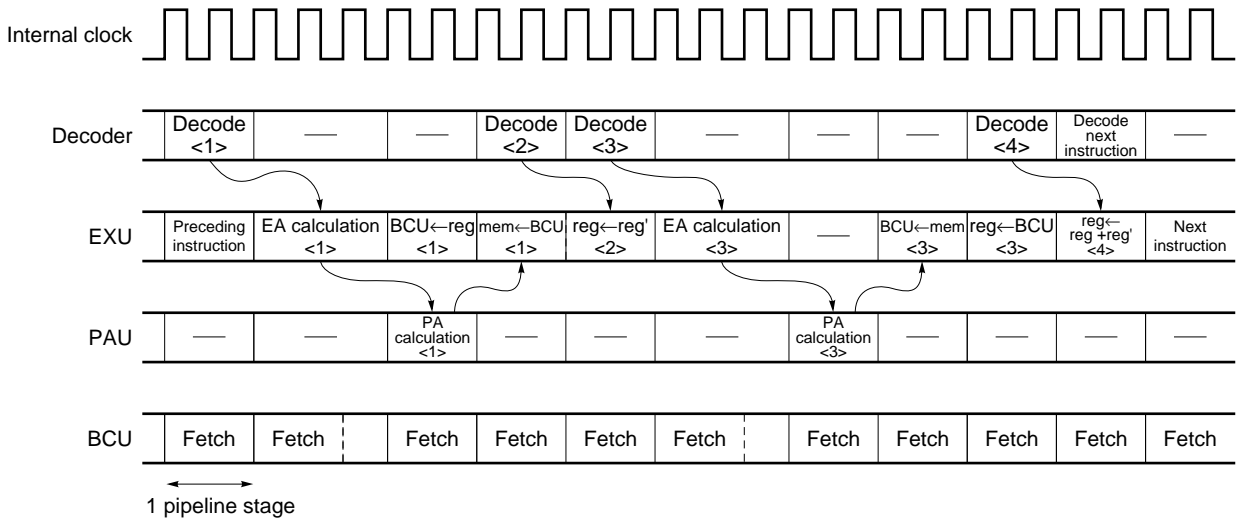 Internal clock
Decoder
Decode
<1>
Decode
<2>
Decode
<3>
Decode
<4>
Decode
next
instruction
EXU
Preceding
instruction
EA calculation
<1>
BCU←reg
<1>
mem←BCU
<1>
reg←reg'
<2>
EA calculation
<3>
BCU←mem
<3>
reg←BCU
<3>
reg←
reg +reg'
<4>
Next
instruction
PAU
PA
calculation
<1>
PA
calculation
<3>
BCU
Fetch
Fetch
Fetch
Fetch
Fetch
Fetch
Fetch
Fetch
Fetch
Fetch
Fetch
1 pipeline stage